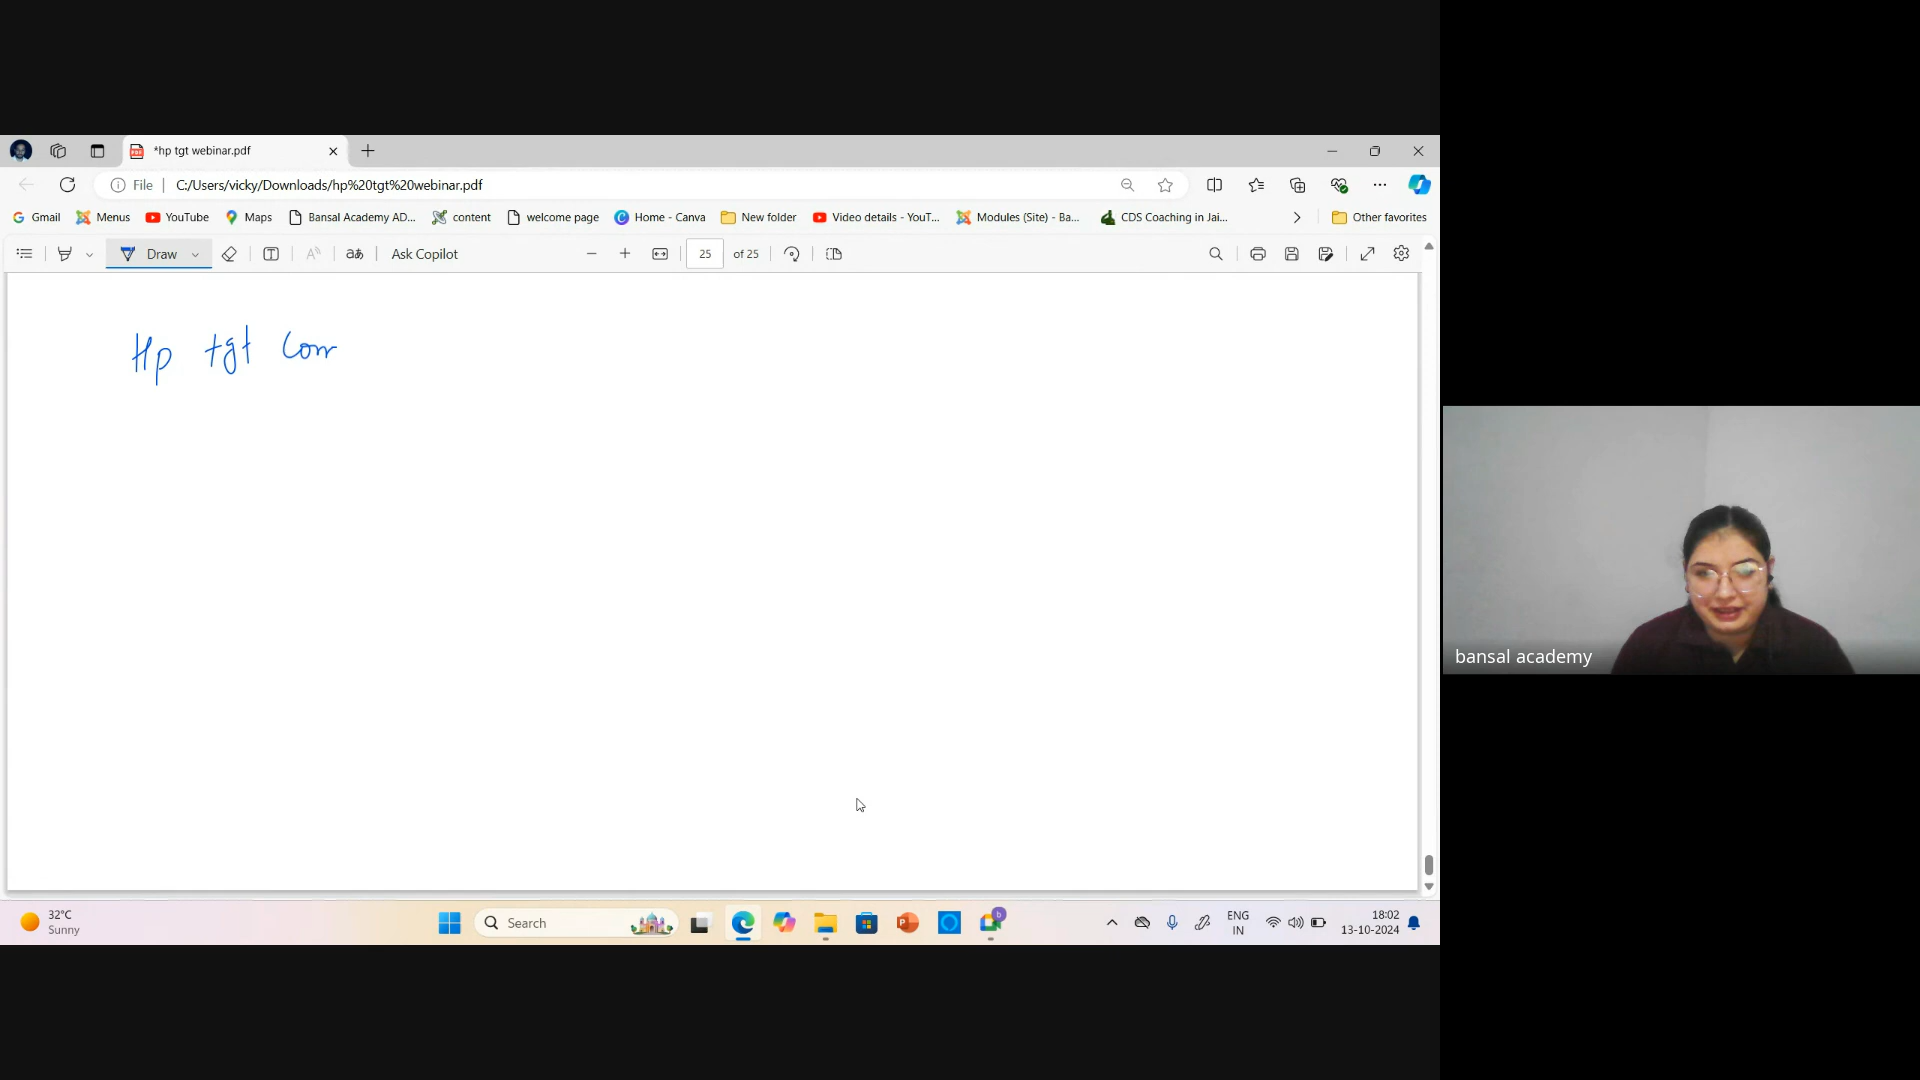 *hp tgt webinar.pdf
File C:/Users/vicky/Downloads/hp%20tgt%20webinar.pdf
Gmail Menus YouTube Maps Bansal Academy AD... content welcome page Home - Canva New folder Video details - YouT... Modules (Site) - Ba... CDS Coaching in Jai... Other favorites
Draw aあ Ask Copilot 25 of 25
Hp tgt Com
bansal academy
32°C
Sunny
Search
ENG
IN
18:02
13-10-2024